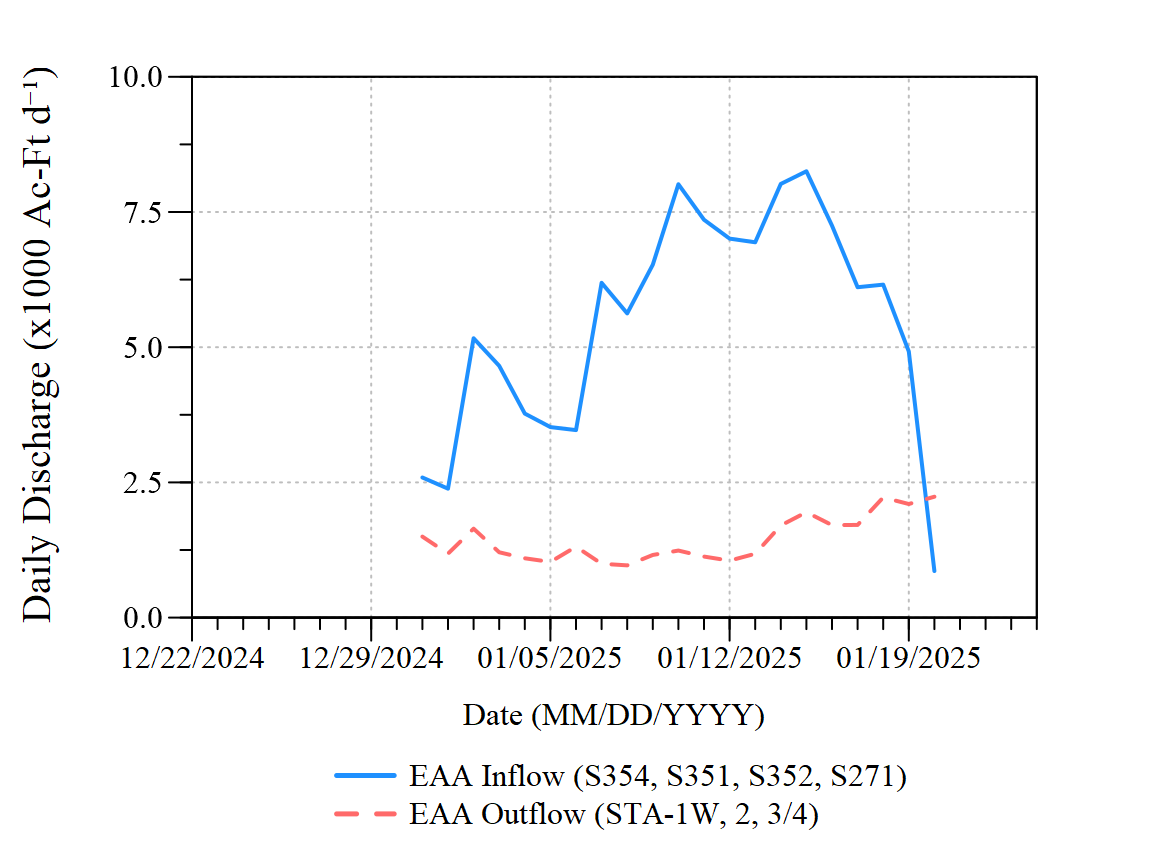 Daily Discharge (x1000 Ac-Ft d⁻¹)
10.0
7.5
5.0
2.5
0.0
12/22/2024 12/29/2024 01/05/2025 01/12/2025 01/19/2025
Date (MM/DD/YYYY)
EAA Inflow (S354, S351, S352, S271)
EAA Outflow (STA-1W, 2, 3/4)